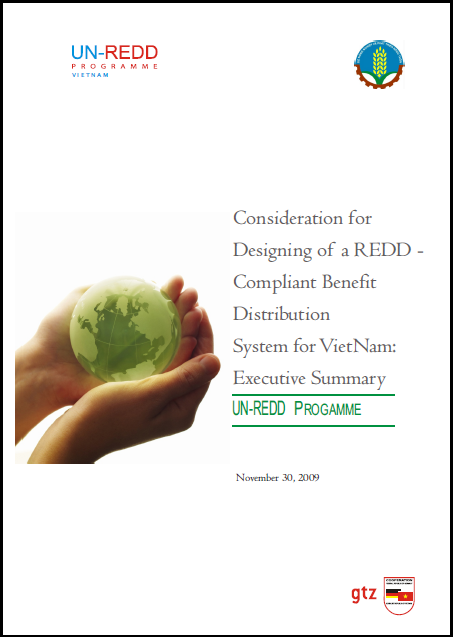 UN-REDD
PROGRAMME
VIETNAM
Consideration for
Designing of a REDD -
Compliant Benefit
Distribution
System for VietNam:
Executive Summary
UN-REDD PROGAMME
November 30, 2009
gtz
COOPERATION